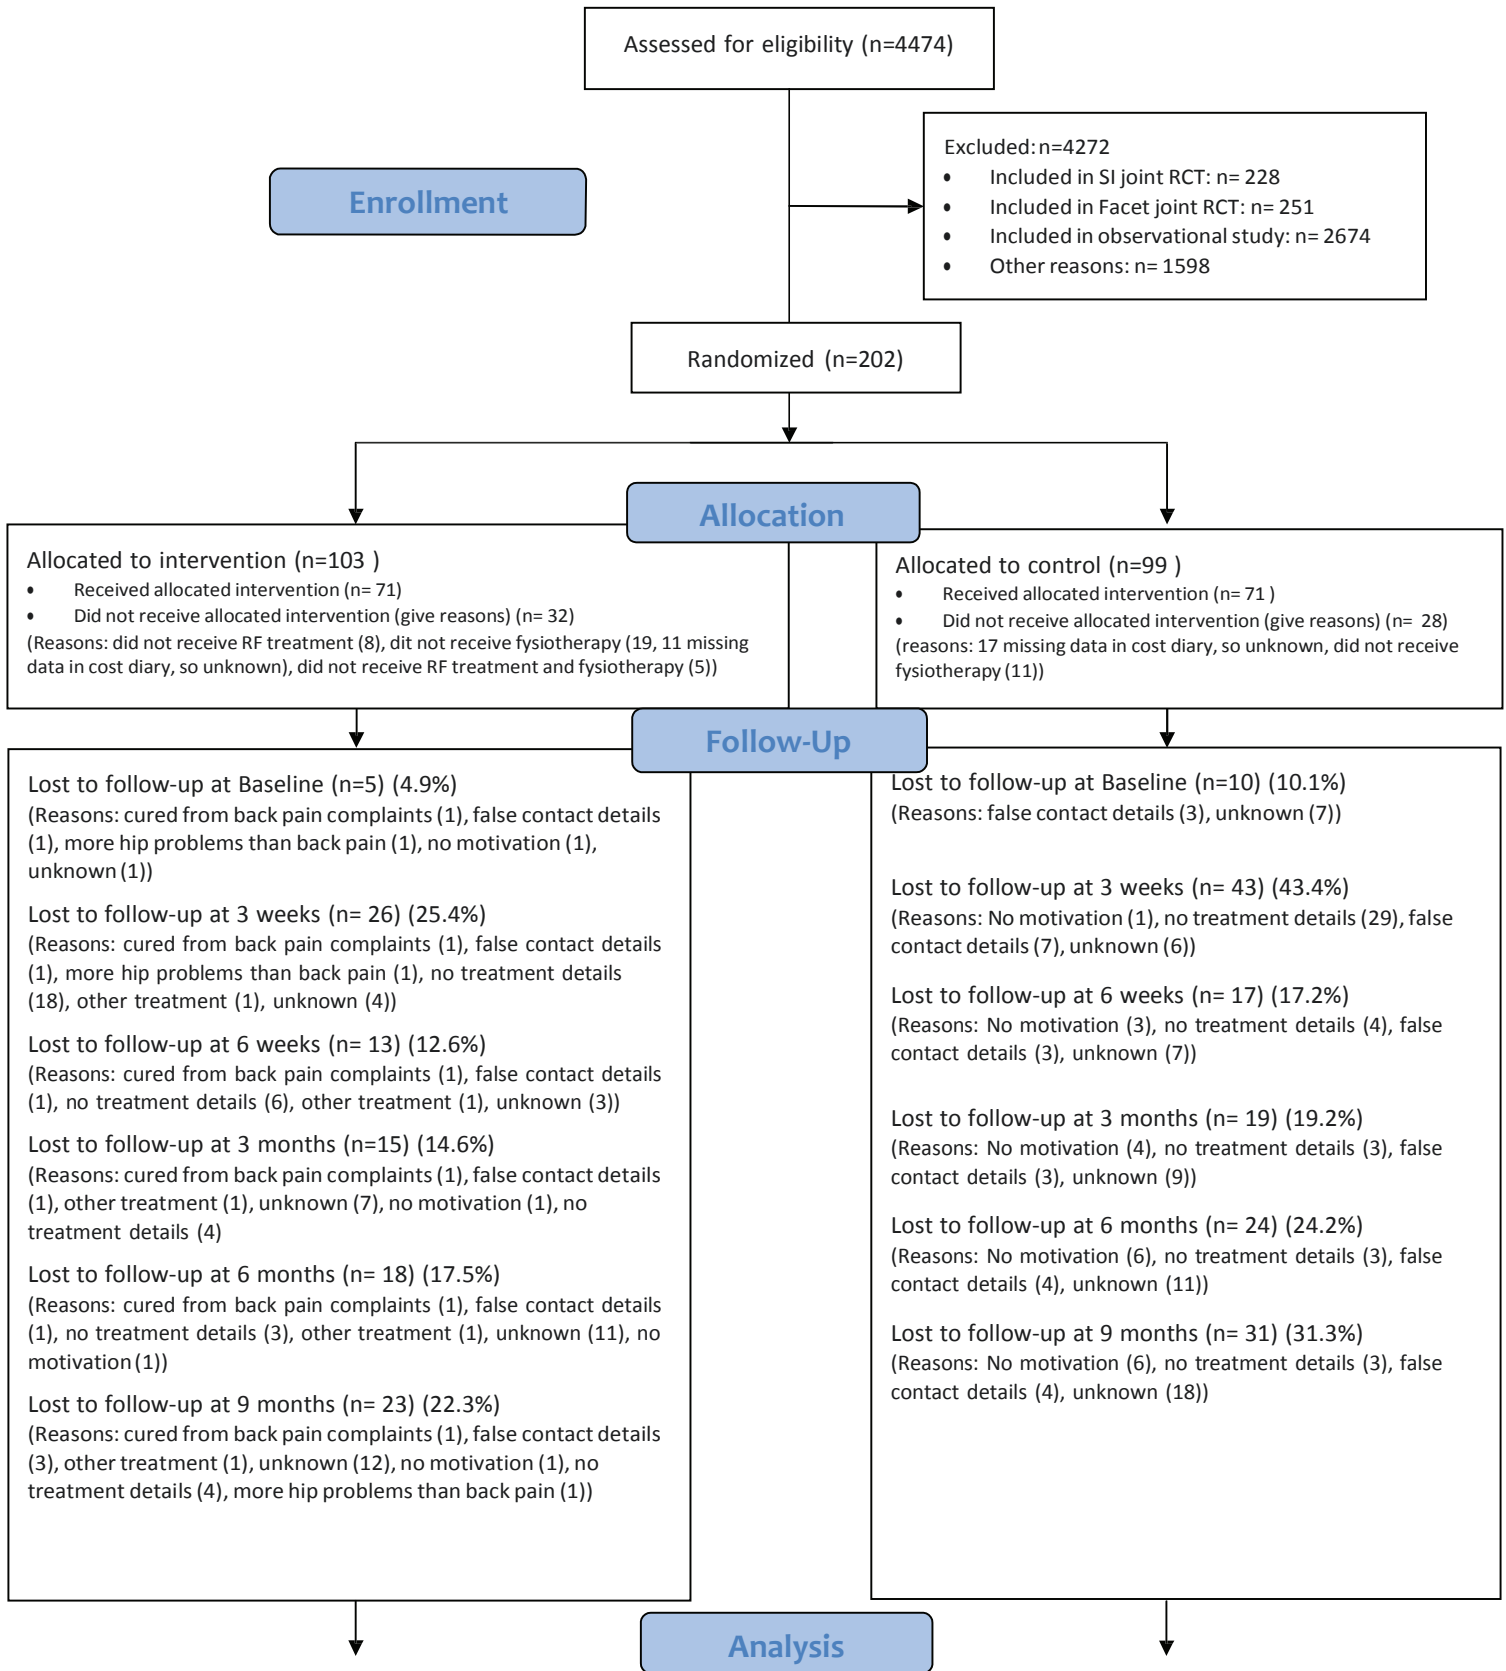 Assessed for eligibility (n=4474)
Excluded: n=4272
• Included in SI joint RCT: n= 228
• Included in Facet joint RCT: n= 251
• Included in observational study: n= 2674
• Other reasons: n= 1598
Enrollment
Randomized (n=202)
Allocation
Allocated to intervention (n=103 )
• Received allocated intervention (n= 71)
• Did not receive allocated intervention (give reasons) (n= 32)
(Reasons: did not receive RF treatment (8), dit not receive fysiotherapy (19, 11 missing
data in cost diary, so unknown), did not receive RF treatment and fysiotherapy (5))
Allocated to control (n=99 )
• Received allocated intervention (n= 71 )
• Did not receive allocated intervention (give reasons) (n= 28)
(reasons: 17 missing data in cost diary, so unknown, did not receive
fysiotherapy (11))
Follow-Up
Lost to follow-up at Baseline (n=5) (4.9%)
(Reasons: cured from back pain complaints (1), false contact details
(1), more hip problems than back pain (1), no motivation (1),
unknown (1))
Lost to follow-up at 3 weeks (n= 26) (25.4%)
(Reasons: cured from back pain complaints (1), false contact details
(1), more hip problems than back pain (1), no treatment details
(18), other treatment (1), unknown (4))
Lost to follow-up at 6 weeks (n= 13) (12.6%)
(Reasons: cured from back pain complaints (1), false contact details
(1), no treatment details (6), other treatment (1), unknown (3))
Lost to follow-up at 3 months (n=15) (14.6%)
(Reasons: cured from back pain complaints (1), false contact details
(1), other treatment (1), unknown (7), no motivation (1), no
treatment details (4)
Lost to follow-up at 6 months (n= 18) (17.5%)
(Reasons: cured from back pain complaints (1), false contact details
(1), no treatment details (3), other treatment (1), unknown (11), no
motivation (1))
Lost to follow-up at 9 months (n= 23) (22.3%)
(Reasons: cured from back pain complaints (1), false contact details
(3), other treatment (1), unknown (12), no motivation (1), no
treatment details (4), more hip problems than back pain (1))
Lost to follow-up at Baseline (n=10) (10.1%)
(Reasons: false contact details (3), unknown (7))
Lost to follow-up at 3 weeks (n= 43) (43.4%)
(Reasons: No motivation (1), no treatment details (29), false
contact details (7), unknown (6))
Lost to follow-up at 6 weeks (n= 17) (17.2%)
(Reasons: No motivation (3), no treatment details (4), false
contact details (3), unknown (7))
Lost to follow-up at 3 months (n= 19) (19.2%)
(Reasons: No motivation (4), no treatment details (3), false
contact details (3), unknown (9))
Lost to follow-up at 6 months (n= 24) (24.2%)
(Reasons: No motivation (6), no treatment details (3), false
contact details (4), unknown (11))
Lost to follow-up at 9 months (n= 31) (31.3%)
(Reasons: No motivation (6), no treatment details (3), false
contact details (4), unknown (18))
Analysis